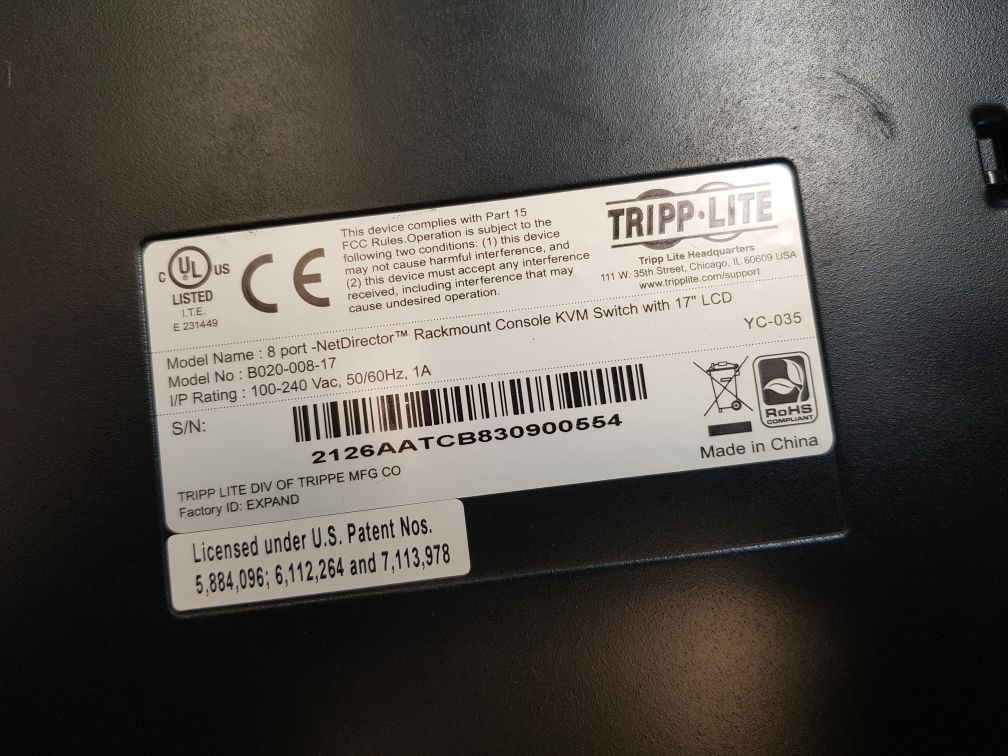 C UL US
®
LISTED
I.T.E.
E 231449
CE
This device complies with Part 15
FCC Rules.Operation is subject to the
following two conditions: (1) this device
may not cause harmful interference, and
(2) this device must accept any interference
received, including interference that may
cause undesired operation.
TRIPP·LITE
Tripp Lite Headquarters
111 W. 35th Street, Chicago, IL 60609 USA
www.tripplite.com/support
Model Name : 8 port -NetDirector™ Rackmount Console KVM Switch with 17" LCD
Model No : B020-008-17
YC-035
I/P Rating : 100-240 Vac, 50/60Hz, 1A
S/N:
2126AATCB830900554
RoHS
COMPLIANT
Made in China
TRIPP LITE DIV OF TRIPPE MFG CO
Factory ID: EXPAND
Licensed under U.S. Patent Nos.
5,884,096; 6,112,264 and 7,113,978